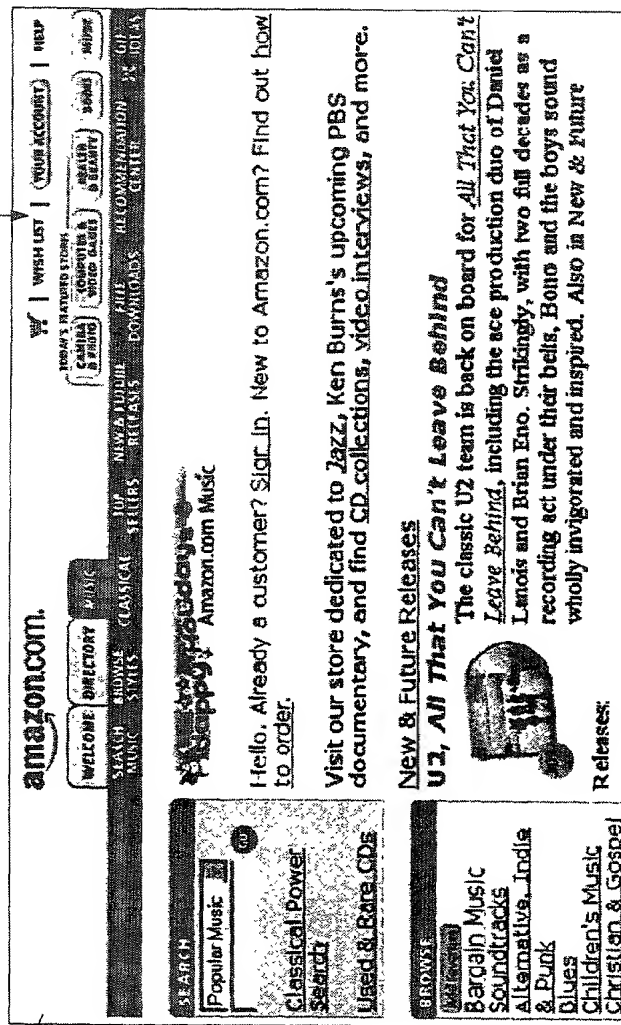 amazon.com.
WISH LIST | YOUR ACCOUNT | HELP
TODAY'S FEATURED STORES
WELCOME DIRECTORY MUSIC CAMERA & PHOTO COMPUTER & VIDEO GAMES HEALTH & BEAUTY BOOKS MUSIC
SEARCH MUSIC BROWSE STYLES CLASSICAL TOP SELLERS NEW & FUTURE RELEASES FREE DOWNLOADS RECOMMENDATION CENTER GIFT IDEAS
SEARCH
Popular Music
GO!
Classical Power
Search
Used & Rare CDs
BROWSE
Bargain Music
Soundtracks
Alternative, Indie
& Punk
Blues
Children's Music
Christian & Gospel
Happy Holidays
Amazon.com Music
Hello. Already a customer? Sign in. New to Amazon.com? Find out how
to order.
Visit our store dedicated to Jazz, Ken Burns's upcoming PBS
documentary, and find CD collections, video interviews, and more.
New & Future Releases
U2, All That You Can't Leave Behind
The classic U2 team is back on board for All That You Can't
Leave Behind, including the ace production duo of Daniel
Lanois and Brian Eno. Strikingly, with two full decades as a
recording act under their belts, Bono and the boys sound
wholly invigorated and inspired. Also in New & Future
Releases: